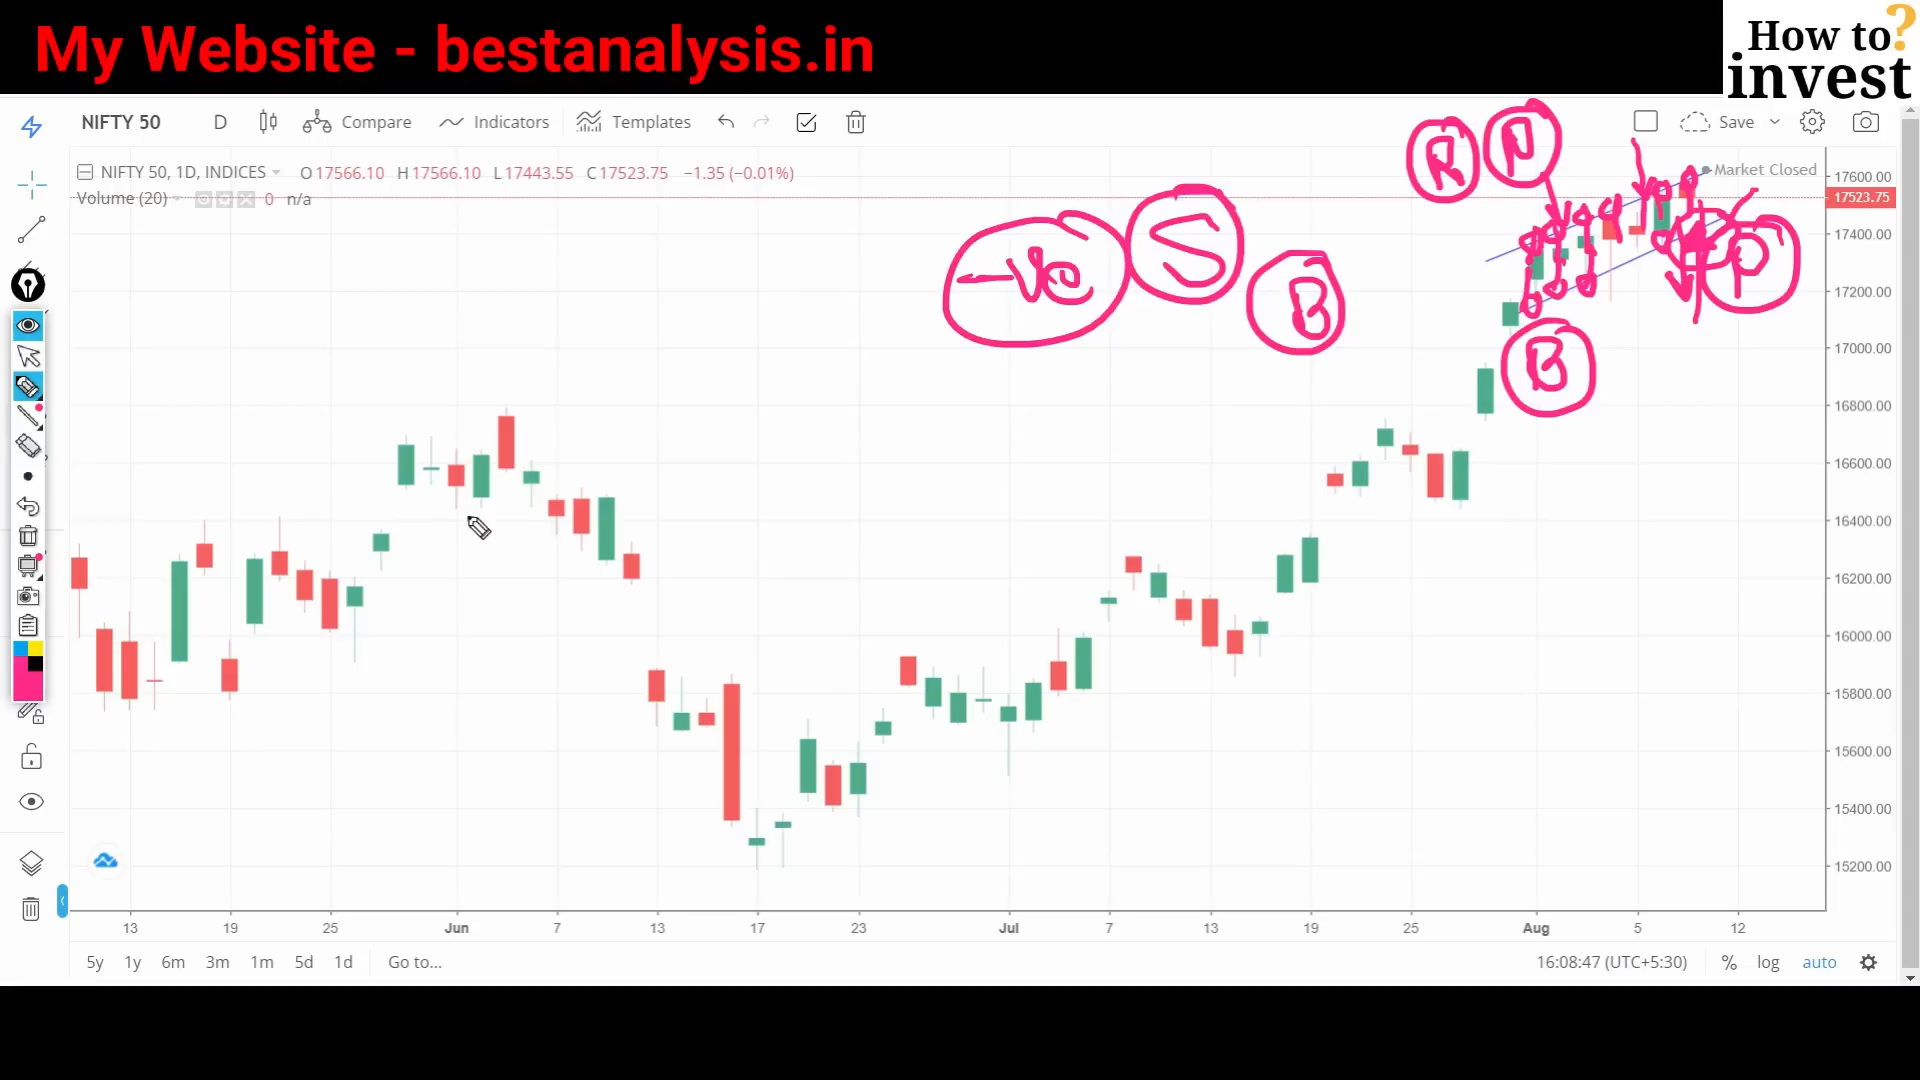 My Website - bestanalysis.in
How to?
invest
NIFTY 50 D Compare Indicators Templates Save
NIFTY 50, 1D, INDICES O17566.10 H17566.10 L17443.55 C17523.75 −1.35 (−0.01%)
Market Closed
Volume (20) 0 n/a
R
N
-Ve
S
B
P
B
17600.00
17523.75
17400.00
17200.00
17000.00
16800.00
16600.00
16400.00
16200.00
16000.00
15800.00
15600.00
15400.00
15200.00
13 19 25 Jun 7 13 17 23 Jul 7 13 19 25 Aug 5 12
5y 1y 6m 3m 1m 5d 1d Go to... 16:08:47 (UTC+5:30) % log auto